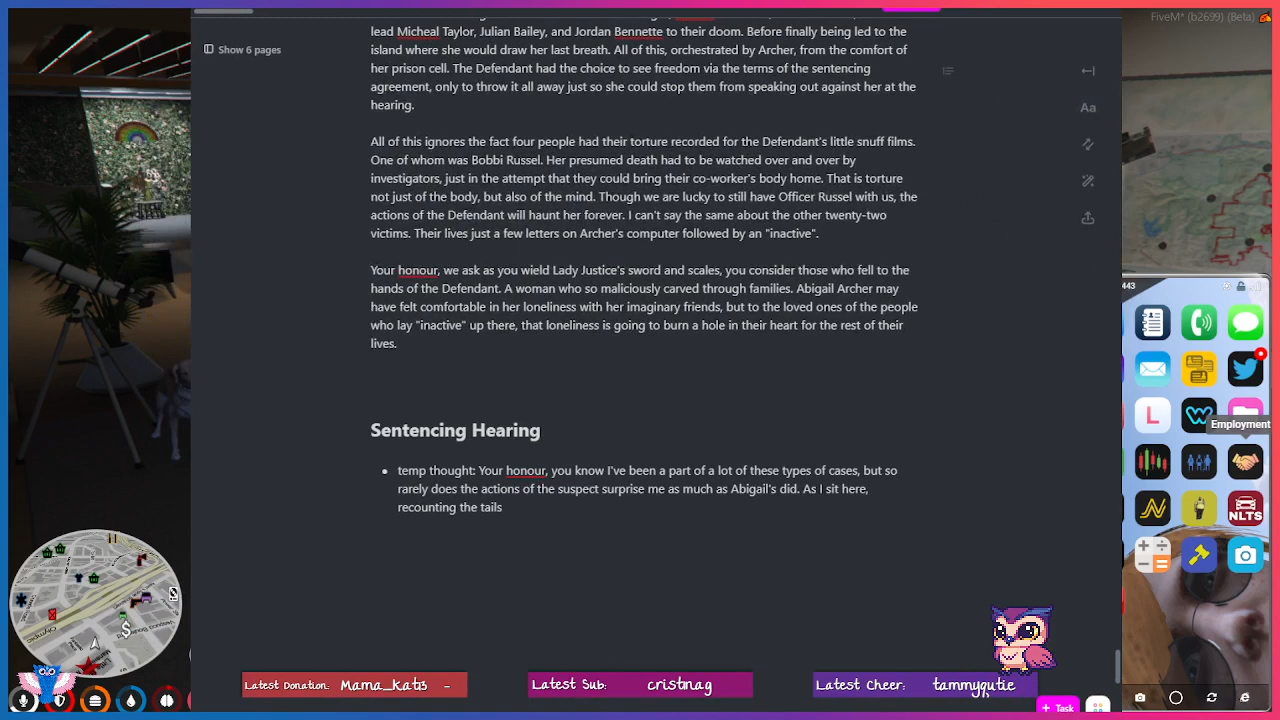 FiveM* (b2699) (Beta)
Show 6 pages
lead Micheal Taylor, Julian Bailey, and Jordan Bennette to their doom. Before finally being led to the
island where she would draw her last breath. All of this, orchestrated by Archer, from the comfort of
her prison cell. The Defendant had the choice to see freedom via the terms of the sentencing
agreement, only to throw it all away just so she could stop them from speaking out against her at the
hearing.
Aa
All of this ignores the fact four people had their torture recorded for the Defendant's little snuff films.
One of whom was Bobbi Russel. Her presumed death had to be watched over and over by
investigators, just in the attempt that they could bring their co-worker's body home. That is torture
not just of the body, but also of the mind. Though we are lucky to still have Officer Russel with us, the
actions of the Defendant will haunt her forever. I can't say the same about the other twenty-two
victims. Their lives just a few letters on Archer's computer followed by an "inactive".
Your honour, we ask as you wield Lady Justice's sword and scales, you consider those who fell to the
hands of the Defendant. A woman who so maliciously carved through families. Abigail Archer may
have felt comfortable in her loneliness with her imaginary friends, but to the loved ones of the people
who lay "inactive" up there, that loneliness is going to burn a hole in their heart for the rest of their
lives.
443
L
Employment
NLTS
Sentencing Hearing
temp thought: Your honour, you know I've been a part of a lot of these types of cases, but so
rarely does the actions of the suspect surprise me as much as Abigail's did. As I sit here,
recounting the tails
Olympic
Latest Donation: Mama_Kat13 -
Latest Sub: cristinag
Latest Cheer: tammyqutie
+ Task